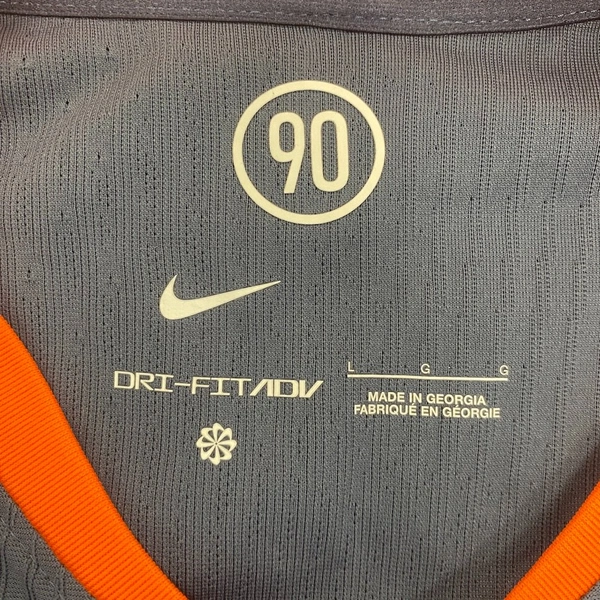 90
DRI-FIT ADV
L G G
MADE IN GEORGIA
FABRIQUÉ EN GÉORGIE